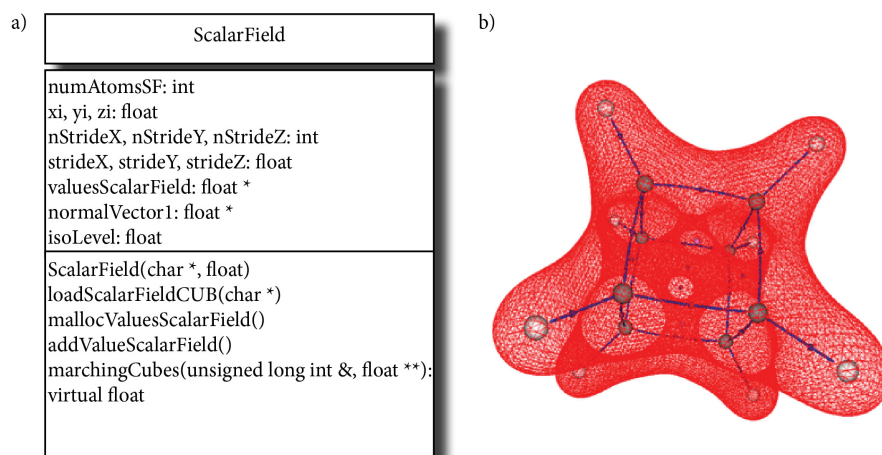 a)
ScalarField
numAtomsSF: int
xi, yi, zi: float
nStrideX, nStrideY, nStrideZ: int
strideX, strideY, strideZ: float
valuesScalarField: float *
normalVector1: float *
isoLevel: float
ScalarField(char *, float)
loadScalarFieldCUB(char *)
mallocValuesScalarField()
addValueScalarField()
marchingCubes(unsigned long int &, float **):
virtual float
b)